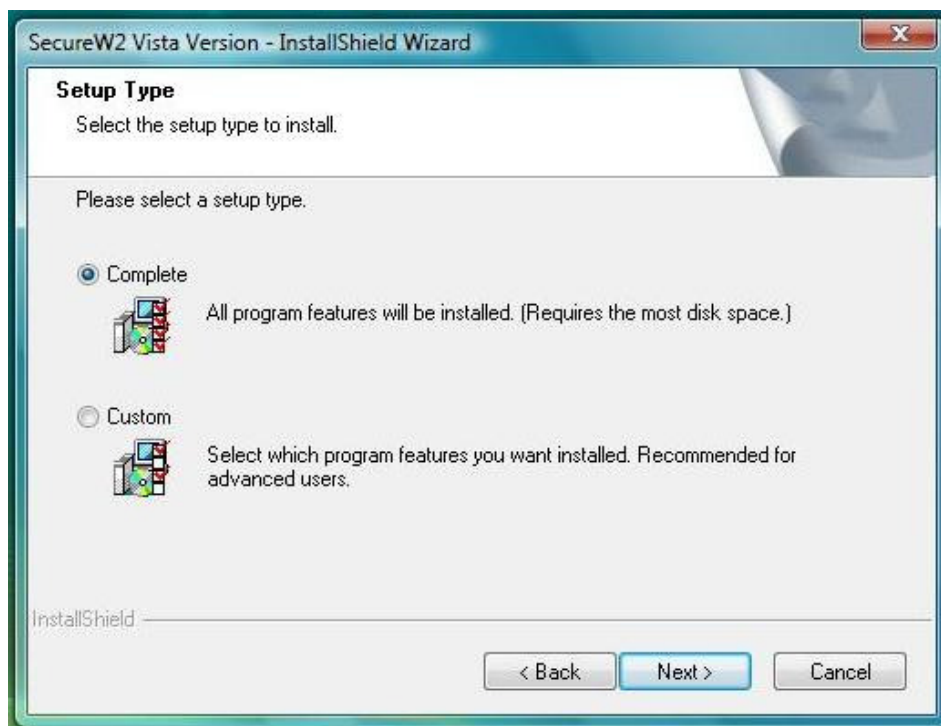 SecureW2 Vista Version - InstallShield Wizard
Setup Type
Select the setup type to install.
Please select a setup type.
Complete
All program features will be installed. (Requires the most disk space.)
Custom
Select which program features you want installed. Recommended for
advanced users.
InstallShield
< Back
Next >
Cancel